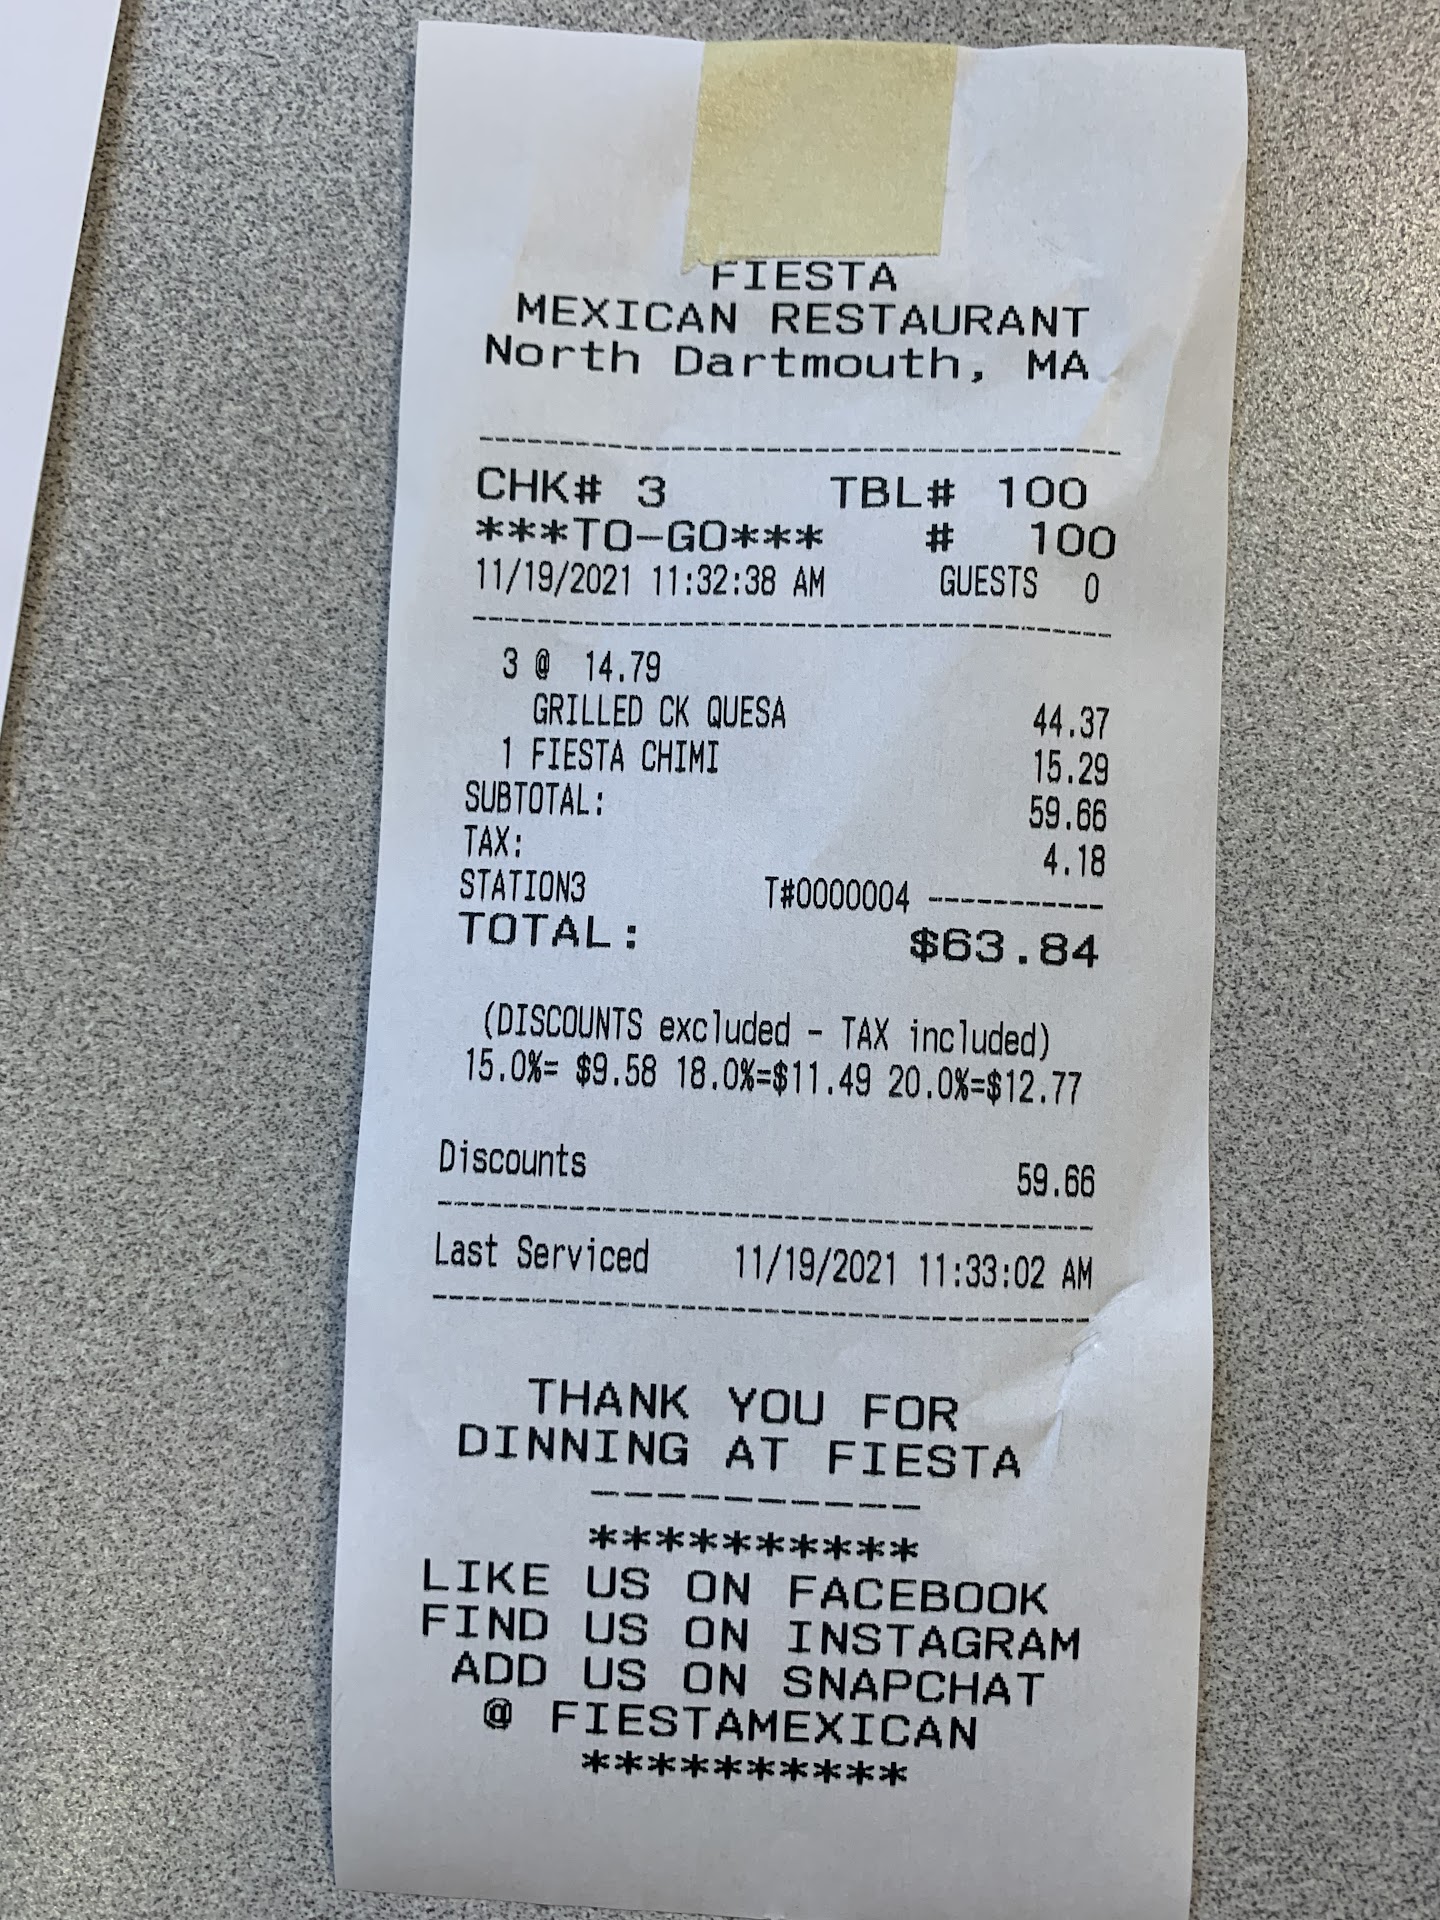 FIESTA
MEXICAN RESTAURANT
North Dartmouth, MA
CHK# 3 TBL# 100
***TO-GO*** # 100
11/19/2021 11:32:38 AM GUESTS 0
3 @ 14.79
GRILLED CK QUESA 44.37
1 FIESTA CHIMI 15.29
SUBTOTAL: 59.66
TAX: 4.18
STATION3 T#0000004 -----------
TOTAL: $63.84
(DISCOUNTS excluded - TAX included)
15.0%= $9.58 18.0%=$11.49 20.0%=$12.77
Discounts 59.66
Last Serviced 11/19/2021 11:33:02 AM
THANK YOU FOR
DINNING AT FIESTA
----------
**********
LIKE US ON FACEBOOK
FIND US ON INSTAGRAM
ADD US ON SNAPCHAT
@ FIESTAMEXICAN
**********